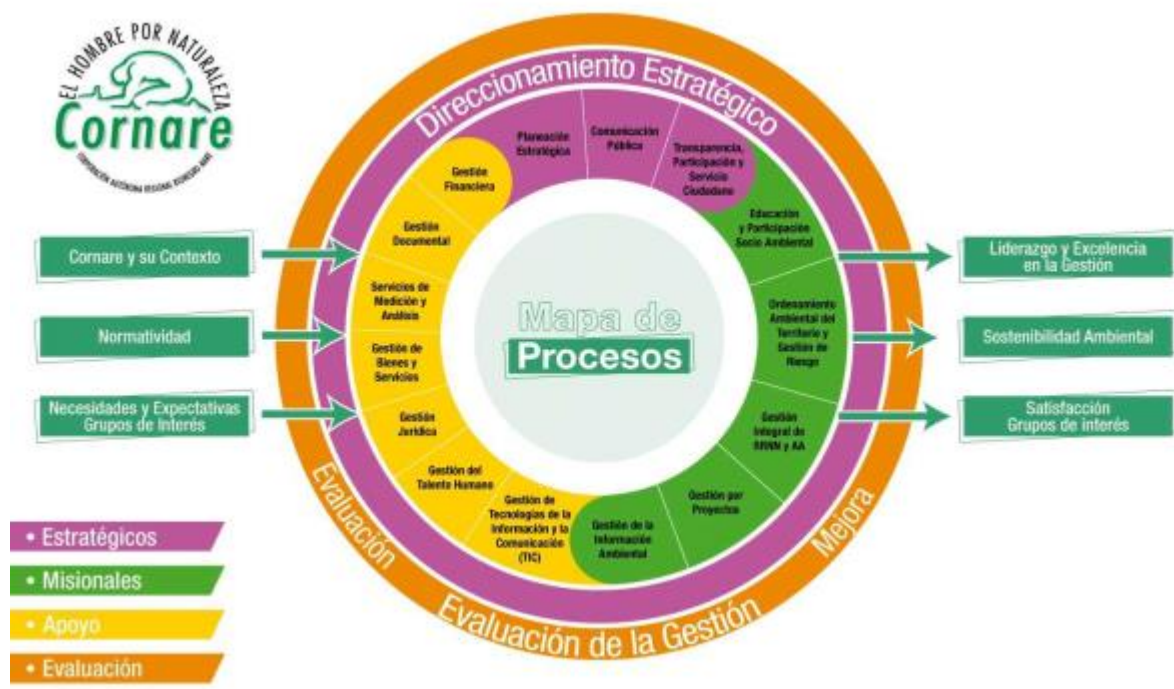 EL HOMBRE POR NATURALEZA
Cornare
Direccionamiento Estratégico
Planeación
Estratégica
Comunicación
Pública
Transparencia,
Participación y
Servicio
Ciudadano
Educación
y Participación
Socio Ambiental
Ordenamiento
Ambiental del
Territorio y
Gestión de
Riesgo
Gestión
Integral de
RRNN y AA
Gestión por
Proyectos
Gestión de la
Información
Ambiental
Gestión de
Tecnologías de la
Información y la
Comunicación
(TIC)
Gestión del
Talento Humano
Gestión
Jurídica
Gestión de
Bienes y
Servicios
Servicios de
Medición y
Análisis
Gestión
Documental
Gestión
Financiera
Mapa de
Procesos
Cornare y su Contexto
Normatividad
Necesidades y Expectativas
Grupos de Interés
Liderazgo y Excelencia
en la Gestión
Sostenibilidad Ambiental
Satisfacción
Grupos de interés
Evaluación
Evaluación de la Gestión
Mejora
• Estratégicos
• Misionales
• Apoyo
• Evaluación